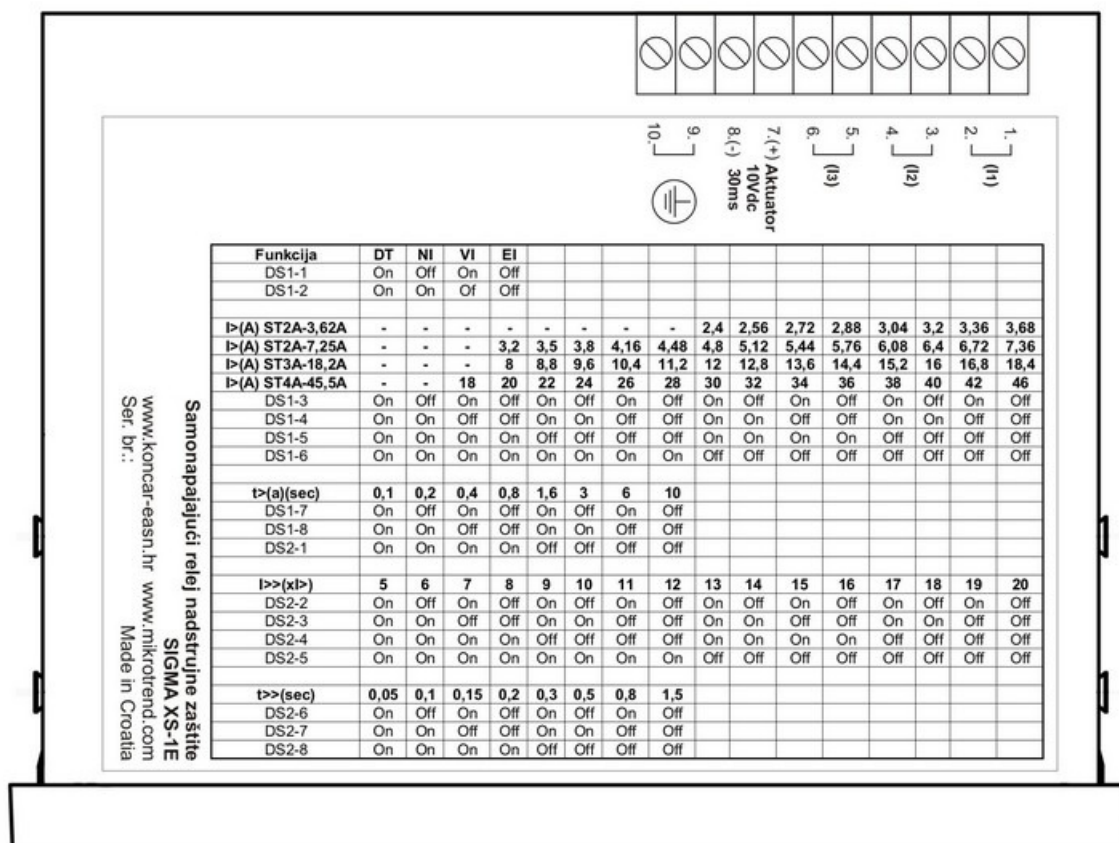 1.
2.
(I1)
3.
4.
(I2)
5.
6.
(I3)
7.(+) Aktuator
10Vdc
8.(-) 30ms
9.
10.
Funkcija DT NI VI EI
DS1-1 On Off On Off
DS1-2 On On Of Off
I>(A) ST2A-3,62A - - - - - - - - 2,4 2,56 2,72 2,88 3,04 3,2 3,36 3,68
I>(A) ST2A-7,25A - - - 3,2 3,5 3,8 4,16 4,48 4,8 5,12 5,44 5,76 6,08 6,4 6,72 7,36
I>(A) ST3A-18,2A - - - 8 8,8 9,6 10,4 11,2 12 12,8 13,6 14,4 15,2 16 16,8 18,4
I>(A) ST4A-45,5A - - 18 20 22 24 26 28 30 32 34 36 38 40 42 46
DS1-3 On Off On Off On Off On Off On Off On Off On Off On Off
DS1-4 On On Off Off On On Off Off On On Off Off On On Off Off
DS1-5 On On On On Off Off Off Off On On On On Off Off Off Off
DS1-6 On On On On On On On On Off Off Off Off Off Off Off Off
t>(a)(sec) 0,1 0,2 0,4 0,8 1,6 3 6 10
DS1-7 On Off On Off On Off On Off
DS1-8 On On Off Off On On Off Off
DS2-1 On On On On Off Off Off Off
I>>(xI>) 5 6 7 8 9 10 11 12 13 14 15 16 17 18 19 20
DS2-2 On Off On Off On Off On Off On Off On Off On Off On Off
DS2-3 On On Off Off On On Off Off On On Off Off On On Off Off
DS2-4 On On On On Off Off Off Off On On On On Off Off Off Off
DS2-5 On On On On On On On On Off Off Off Off Off Off Off Off
t>>(sec) 0,05 0,1 0,15 0,2 0,3 0,5 0,8 1,5
DS2-6 On Off On Off On Off On Off
DS2-7 On On Off Off On On Off Off
DS2-8 On On On On Off Off Off Off
Samonapajajući relej nadstrujne zaštite
SIGMA XS-1E
www.koncar-easn.hr www.mikrotrend.com
Ser. br.: Made in Croatia